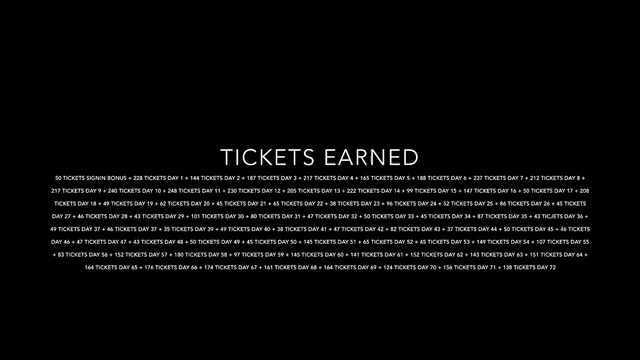 TICKETS EARNED
50 TICKETS SIGNIN BONUS + 228 TICKETS DAY 1 + 144 TICKETS DAY 2 + 187 TICKETS DAY 3 + 217 TICKETS DAY 4 + 165 TICKETS DAY 5 + 188 TICKETS DAY 6 + 237 TICKETS DAY 7 + 212 TICKETS DAY 8 +
217 TICKETS DAY 9 + 240 TICKETS DAY 10 + 248 TICKETS DAY 11 + 230 TICKETS DAY 12 + 205 TICKETS DAY 13 + 222 TICKETS DAY 14 + 99 TICKETS DAY 15 + 147 TICKETS DAY 16 + 50 TICKETS DAY 17 + 208
TICKETS DAY 18 + 49 TICKETS DAY 19 + 62 TICKETS DAY 20 + 45 TICKETS DAY 21 + 65 TICKETS DAY 22 + 38 TICKETS DAY 23 + 96 TICKETS DAY 24 + 52 TICKETS DAY 25 + 86 TICKETS DAY 26 + 45 TICKETS
DAY 27 + 46 TICKETS DAY 28 + 43 TICKETS DAY 29 + 101 TICKETS DAY 30 + 80 TICKETS DAY 31 + 47 TICKETS DAY 32 + 50 TICKETS DAY 33 + 45 TICKETS DAY 34 + 87 TICKETS DAY 35 + 43 TICJETS DAY 36 +
49 TICKETS DAY 37 + 46 TICKETS DAY 37 + 35 TICKETS DAY 39 + 49 TICKETS DAY 40 + 38 TICKETS DAY 41 + 47 TICKETS DAY 42 + 82 TICKETS DAY 43 + 37 TICKETS DAY 44 + 50 TICKETS DAY 45 + 46 TICKETS
DAY 46 + 47 TICKETS DAY 47 + 43 TICKETS DAY 48 + 50 TICKETS DAY 49 + 45 TICKETS DAY 50 + 145 TICKETS DAY 51 + 65 TICKETS DAY 52 + 45 TICKETS DAY 53 + 149 TICKETS DAY 54 + 107 TICKETS DAY 55
+ 83 TICKETS DAY 56 + 152 TICKETS DAY 57 + 180 TICKETS DAY 58 + 97 TICKETS DAY 59 + 145 TICKETS DAY 60 + 141 TICKETS DAY 61 + 152 TICKETS DAY 62 + 143 TICKETS DAY 63 + 151 TICKETS DAY 64 +
164 TICKETS DAY 65 + 176 TICKETS DAY 66 + 174 TICKETS DAY 67 + 161 TICKETS DAY 68 + 164 TICKETS DAY 69 + 124 TICKETS DAY 70 + 156 TICKETS DAY 71 + 138 TICKETS DAY 72